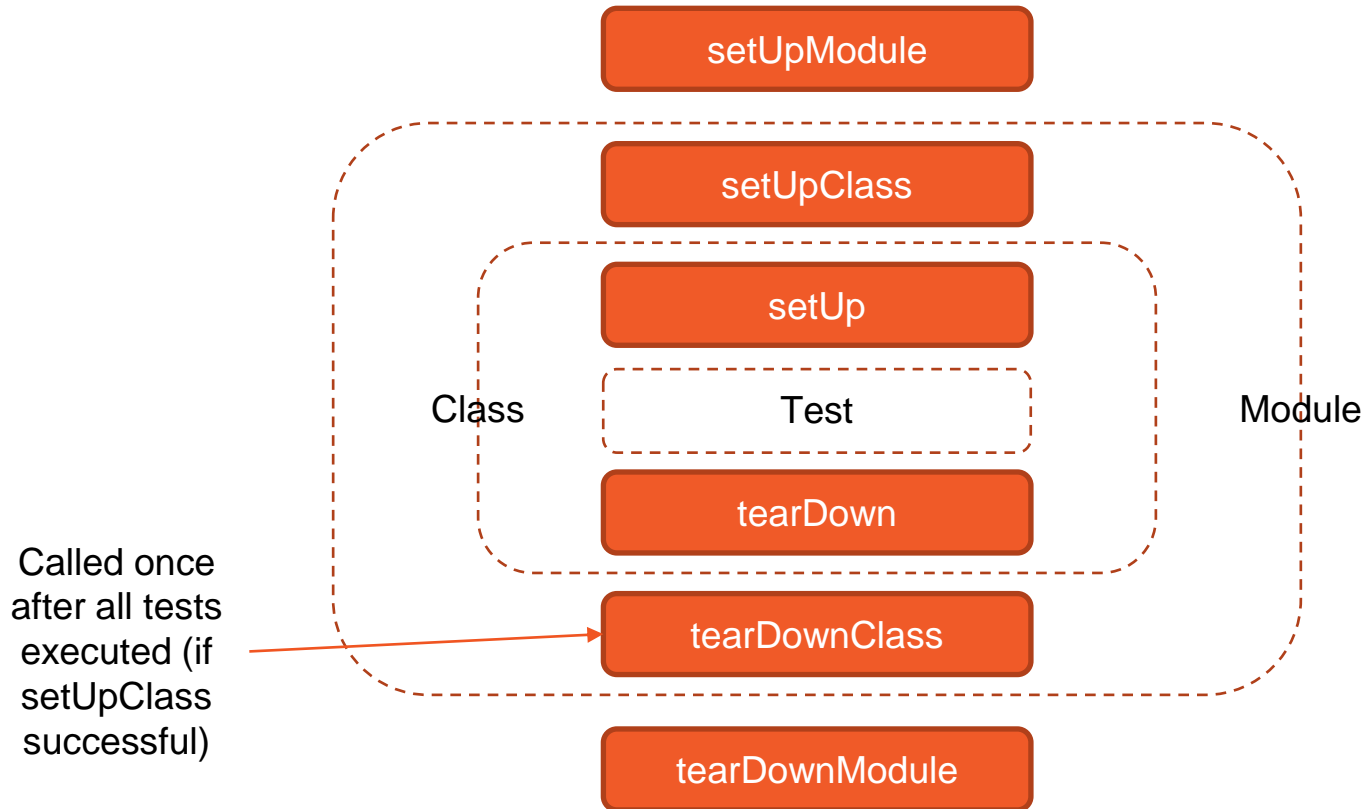 setUpModule
setUpClass
setUp
Class
Test
Module
tearDown
Called once
after all tests
executed (if
setUpClass
successful)
tearDownClass
tearDownModule